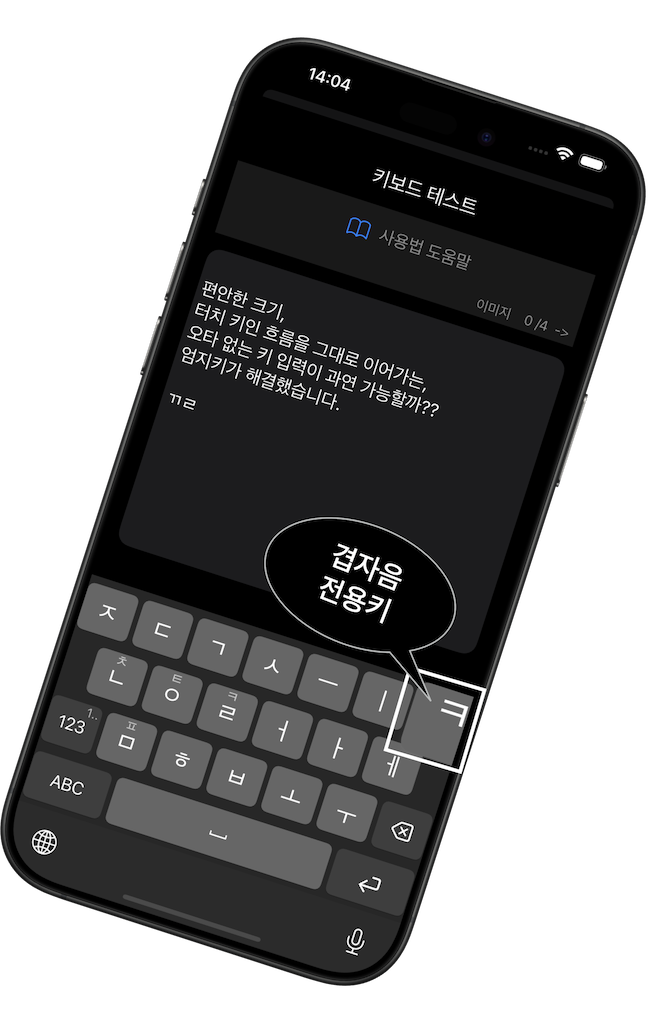 14:04
키보드 테스트
사용법 도움말
이미지 0/4 ->
편안한 크기,
터치 키인 흐름을 그대로 이어가는,
오타 없는 키 입력이 과연 가능할까??
엄지키가 해결했습니다.
ㄲㄹ
겹자음
전용키
ㅈ ㄷ ㄱ ㅅ ㅡ ㅣ ㅋ
ㅊ ㅌ ㅋ
ㄴ ㅇ ㄹ ㅓ ㅏ ㅔ
1.. ㅍ
123 ㅁ ㅎ ㅂ ㅗ ㅜ
ABC